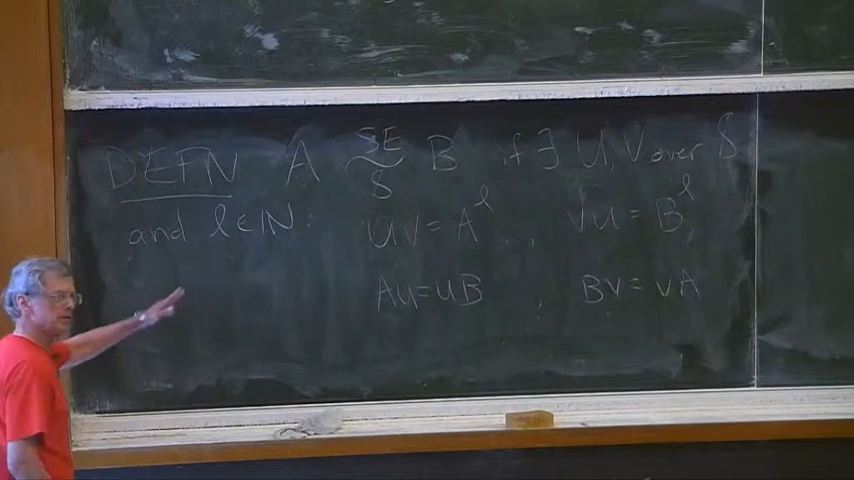 DEFN A SE ~ S B if ∃ U, V over S
and ℓ ∈ ℕ: UV = A^ℓ, VU = B^ℓ,
AU = UB, BV = VA